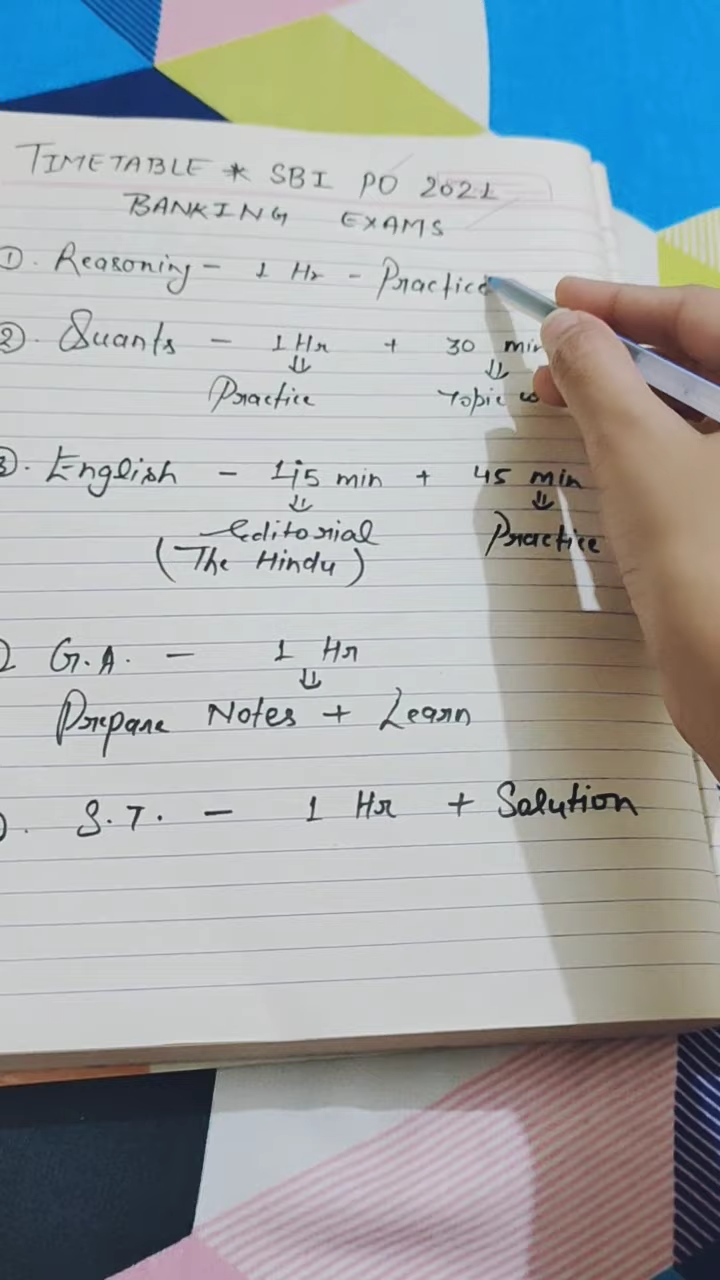 TIMETABLE * SBI PO 2021
BANKING EXAMS
①. Reasoning - 1 Hr - Practice
②. Quants - 1 Hr + 30 min
⇓ ⇓
Practice Topic
③. English - 45 min + 45 min
⇓ ⇓
Editorial Practice
(The Hindu)
G.A. - 1 Hr
⇓
Prepare Notes + Learn
S.T. - 1 Hr + Solution